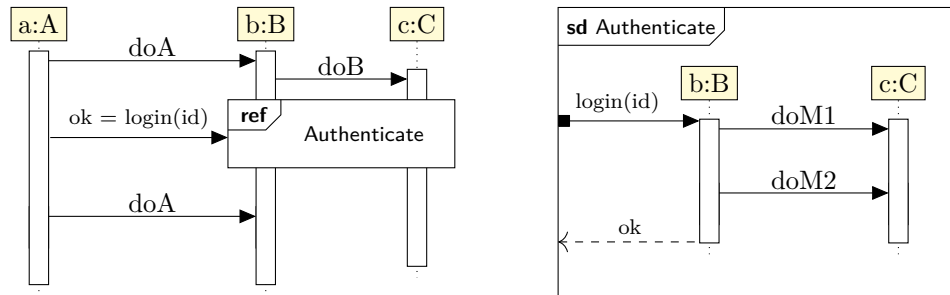 a:A
b:B
c:C
doA
doB
ok = login(id)
ref
Authenticate
doA
sd Authenticate
b:B
c:C
login(id)
doM1
doM2
ok